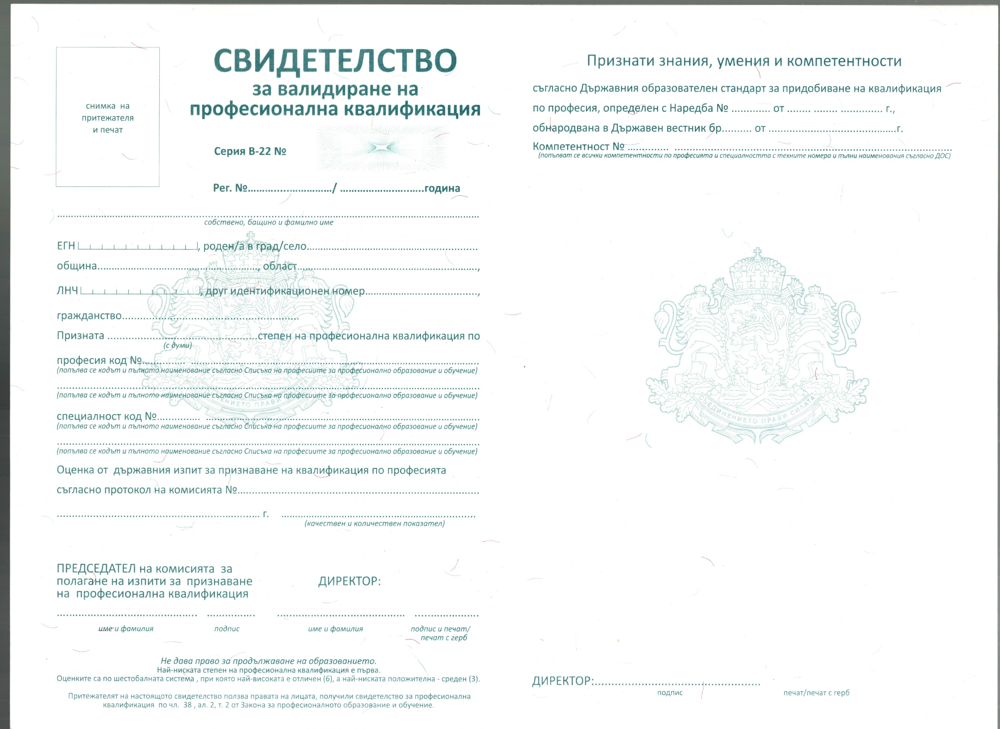 снимка на
притежателя
и печат
СВИДЕТЕЛСТВО
за валидиране на
професионална квалификация
Серия В-22 №
Рег. №............................./ .............................година
..............................................................................
собствено, бащино и фамилно име
ЕГН, роден/а в град/село..............................................................
община........................................................, област..............................................................,
ЛНЧ, друг идентификационен номер.......................................,
гражданство..............................................................
Призната ....................................................степен на професионална квалификация по
(с думи)
професия код №............... ..............................................................
(попълва се кодът и пълното наименование съгласно Списъка на професиите за професионално образование и обучение)
..............................................................................
(попълва се кодът и пълното наименование съгласно Списъка на професиите за професионално образование и обучение)
специалност код №............... ..............................................................
(попълва се кодът и пълното наименование съгласно Списъка на професиите за професионално образование и обучение)
..............................................................................
(попълва се кодът и пълното наименование съгласно Списъка на професиите за професионално образование и обучение)
Оценка от държавния изпит за признаване на квалификация по професията
съгласно протокол на комисията №..............................................................
.............................................................. г. ..............................................................
(качествен и количествен показател)
ПРЕДСЕДАТЕЛ на комисията за
полагане на изпити за признаване
на професионална квалификация
ДИРЕКТОР:
................................................ ................. ............................................ ......................
име и фамилия подпис име и фамилия подпис и печат/
печат с герб
Не дава право за продължаване на образованието.
Най-ниската степен на професионална квалификация е първа.
Оценките са по шестобалната система , при която най-високата е отличен (6), а най-ниската положителна - среден (3).
Притежателят на настоящото свидетелство ползва правата на лицата, получили свидетелство за професионална
квалификация по чл. 38 , ал. 2, т. 2 от Закона за професионалното образование и обучение.
СЪЕДИНЕНИЕТО ПРАВИ СИЛАТА
Признати знания, умения и компетентности
съгласно Държавния образователен стандарт за придобиване на квалификация
по професия, определен с Наредба № ............. от ........ ........ .............. г.,
обнародвана в Държавен вестник бр.......... от ...........................................г.
Компетентност № .............. ..............................................................
(попълват се всички компетентности по професията и специалността с техните номера и пълни наименования съгласно ДОС)
СЪЕДИНЕНИЕТО ПРАВИ СИЛАТА
ДИРЕКТОР:.........................................................
подпис печат/печат с герб